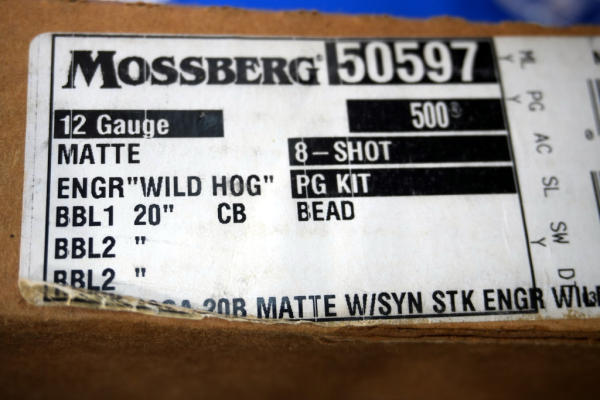 MOSSBERG® 50597
12 Gauge 500®
MATTE 8-SHOT
ENGR"WILD HOG" PG KIT
BBL1 20" CB BEAD
BBL2 "
BBL2 "
20B MATTE W/SYN STK ENGR
ML PG AC SL SW
Y Y Y